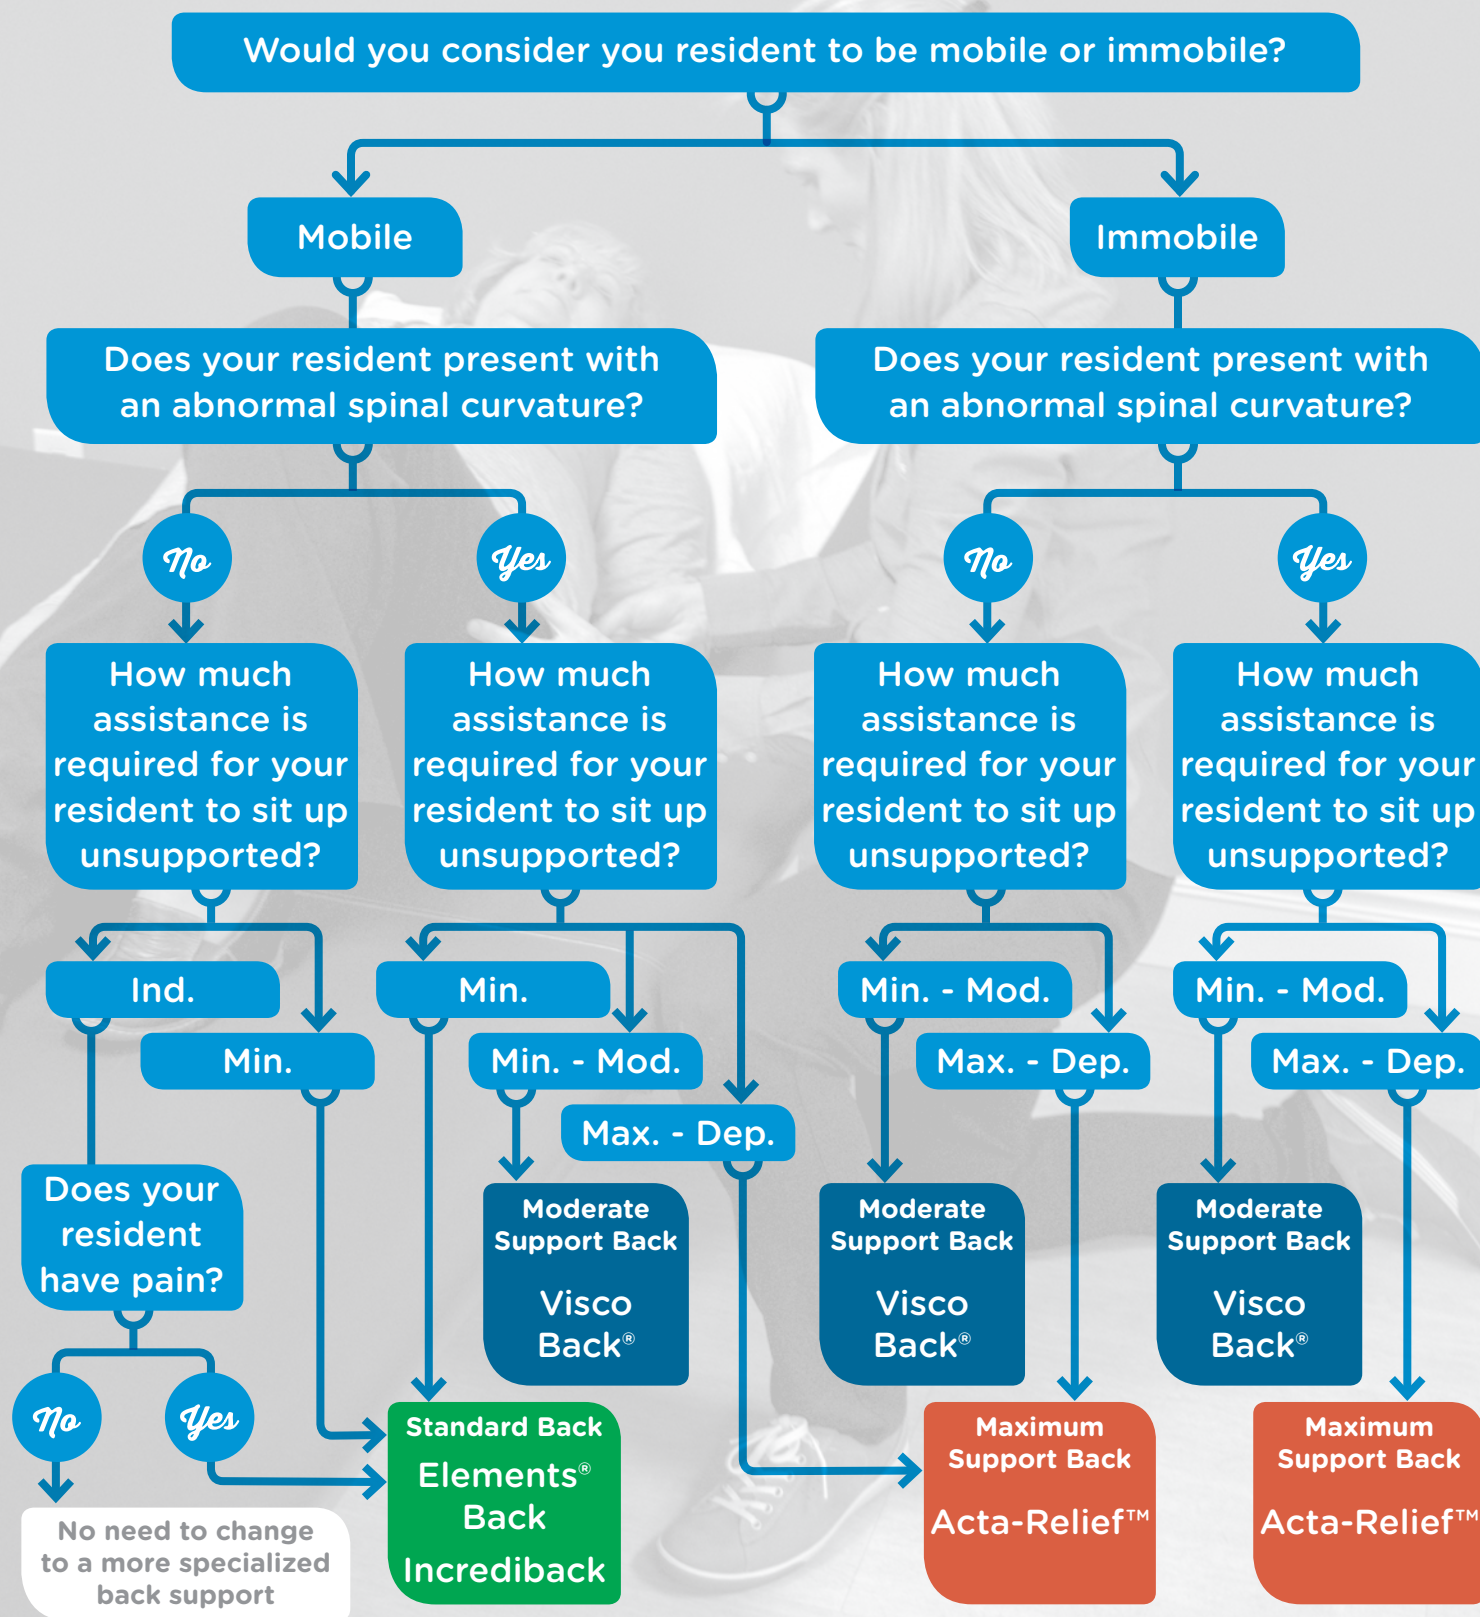 Would you consider you resident to be mobile or immobile?
Mobile
Immobile
Does your resident present with
an abnormal spinal curvature?
Does your resident present with
an abnormal spinal curvature?
No
Yes
No
Yes
How much
assistance is
required for your
resident to sit up
unsupported?
How much
assistance is
required for your
resident to sit up
unsupported?
How much
assistance is
required for your
resident to sit up
unsupported?
How much
assistance is
required for your
resident to sit up
unsupported?
Ind.
Min.
Min.
Min. - Mod.
Max. - Dep.
Min. - Mod.
Max. - Dep.
Min. - Mod.
Max. - Dep.
Does your
resident
have pain?
Moderate
Support Back
Visco
Back®
Moderate
Support Back
Visco
Back®
Moderate
Support Back
Visco
Back®
No
Yes
Standard Back
Elements®
Back
Incrediback
Maximum
Support Back
Acta-Relief™
Maximum
Support Back
Acta-Relief™
No need to change
to a more specialized
back support